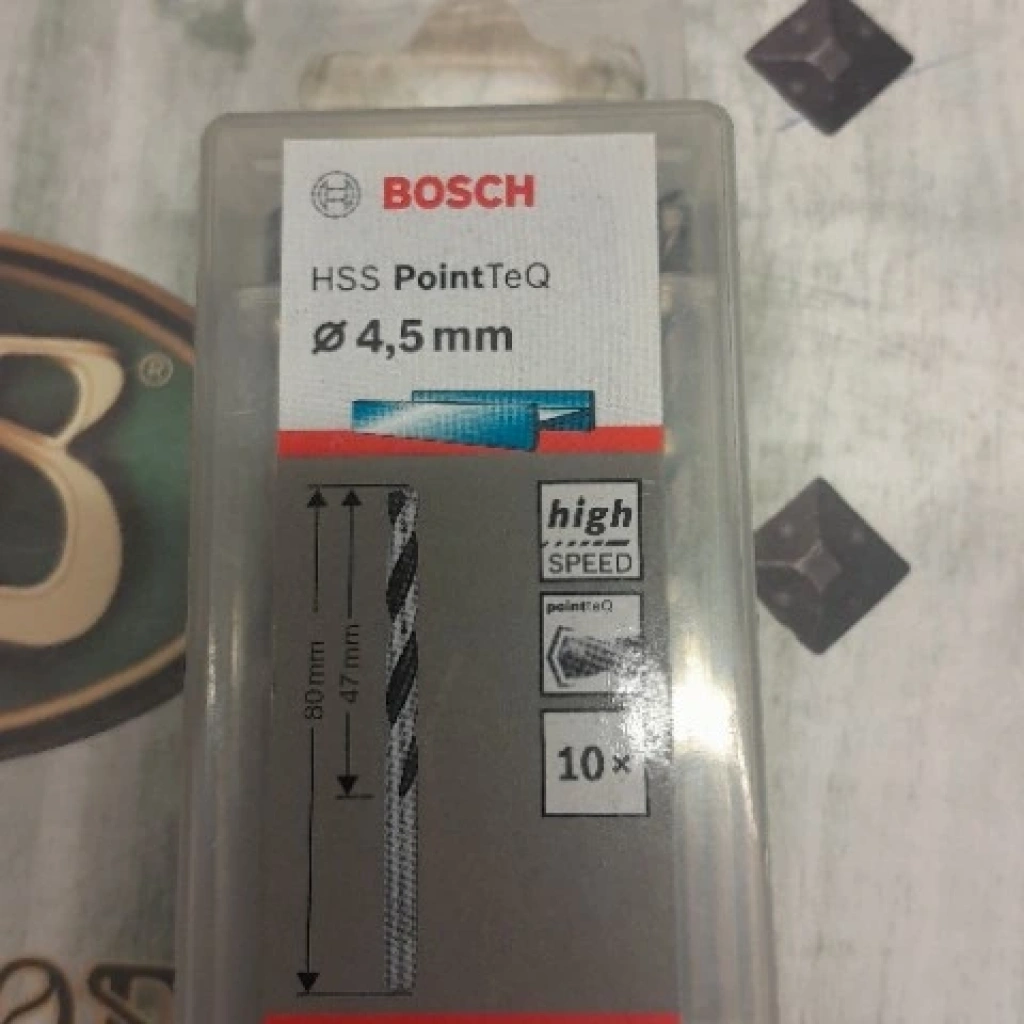 BOSCH
HSS PointTeQ
Ø 4,5 mm
high
SPEED
80 mm
47 mm
pointteQ
10×
B®